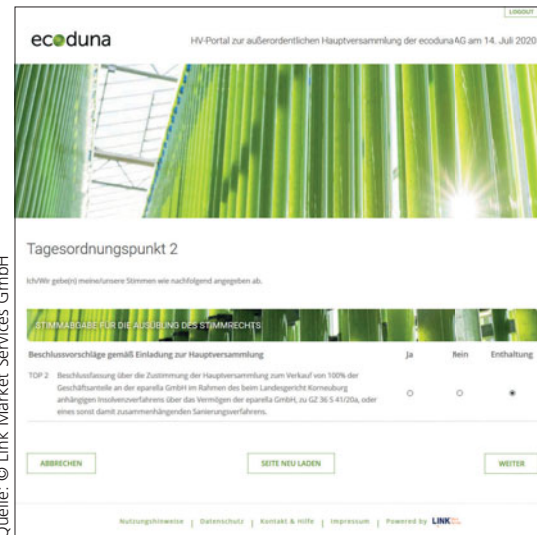 LOGOUT
ecoduna
HV-Portal zur außerordentlichen Hauptversammlung der ecoduna AG am 14. Juli 2020
Tagesordnungspunkt 2
Ich/Wir gebe(n) meine/unsere Stimmen wie nachfolgend angegeben ab.
STIMMABGABE FÜR DIE AUSÜBUNG DES STIMMRECHTS
Beschlussvorschläge gemäß Einladung zur Hauptversammlung Ja Nein Enthaltung
TOP 2 Beschlussfassung über die Zustimmung der Hauptversammlung zum Verkauf von 100% der
Geschäftsanteile an der eparella GmbH im Rahmen des beim Landesgericht Korneuburg
anhängigen Insolvenzverfahrens über das Vermögen der eparella GmbH, zu GZ 36 S 41/20a, oder
eines sonst damit zusammenhängenden Sanierungsverfahrens.
ABBRECHEN SEITE NEU LADEN WEITER
Nutzungshinweise | Datenschutz | Kontakt & Hilfe | Impressum | Powered by LINK
Quelle: © Link Market Services GmbH